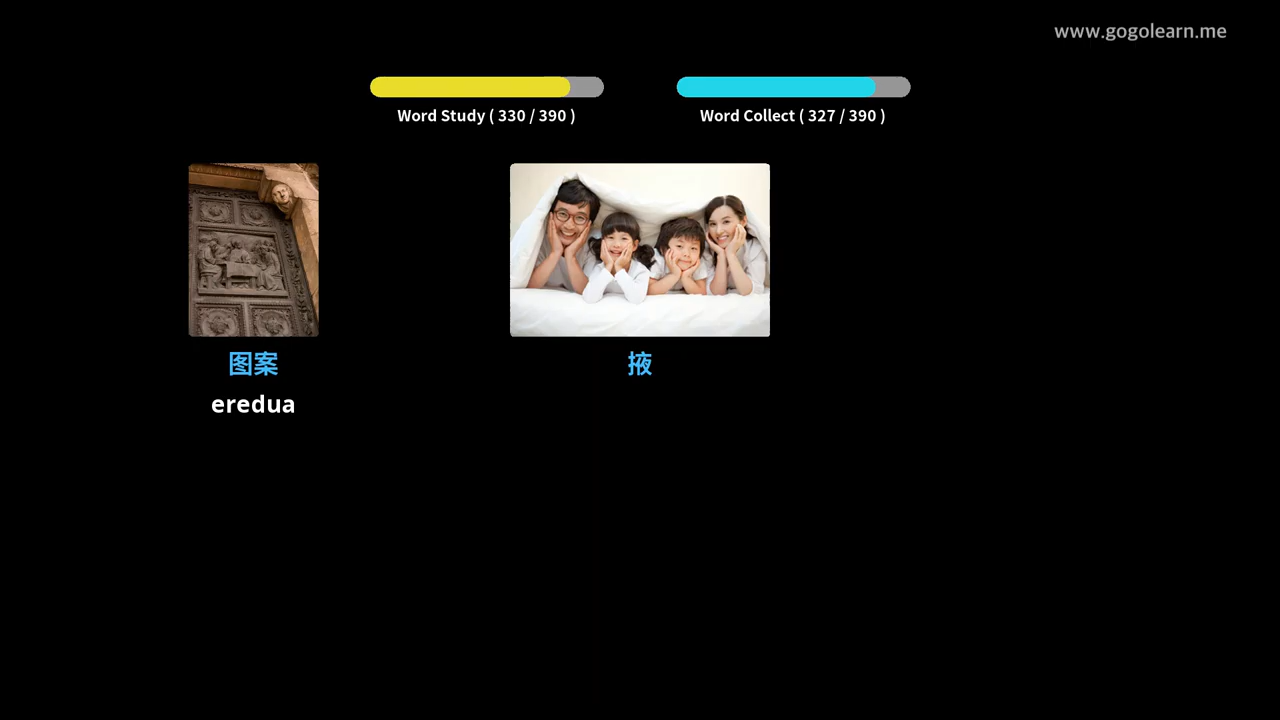 www.gogolearn.me
Word Study ( 330 / 390 )
Word Collect ( 327 / 390 )
图案
掖
eredua